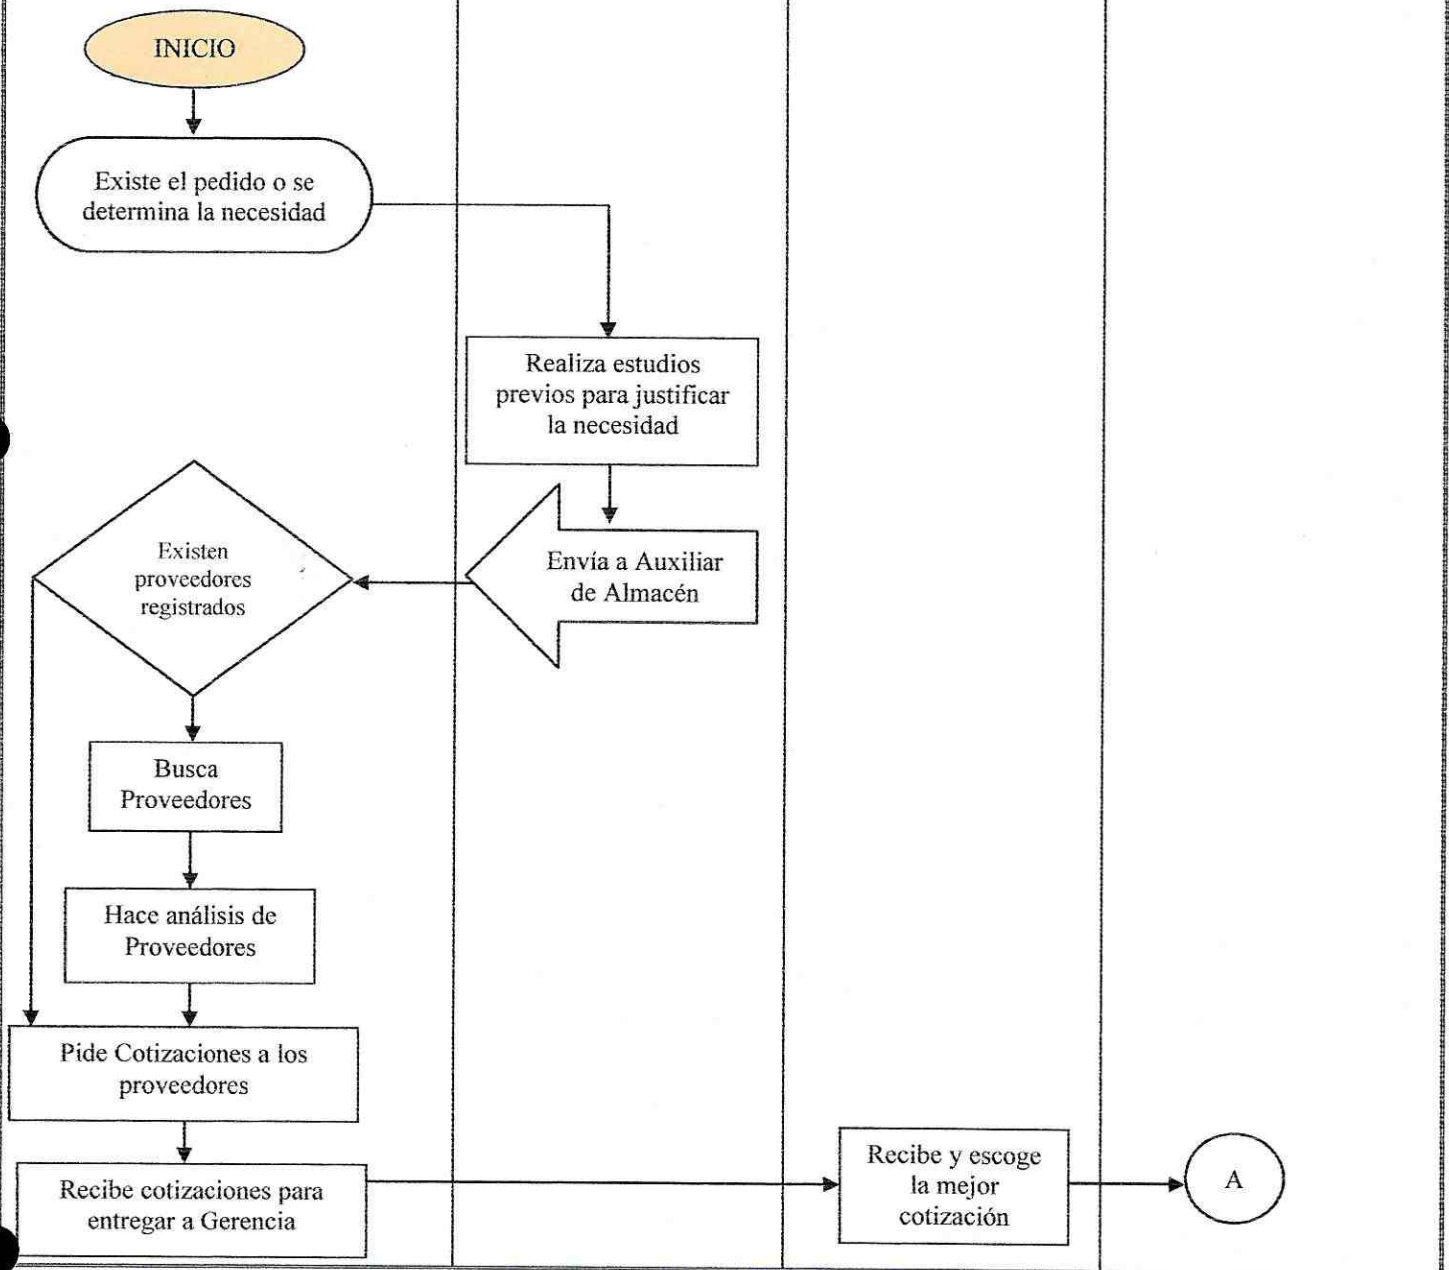 INICIO
Existe el pedido o se
determina la necesidad
Realiza estudios
previos para justificar
la necesidad
Existen
proveedores
registrados
Envía a Auxiliar
de Almacén
Busca
Proveedores
Hace análisis de
Proveedores
Pide Cotizaciones a los
proveedores
Recibe cotizaciones para
entregar a Gerencia
Recibe y escoge
la mejor
cotización
A